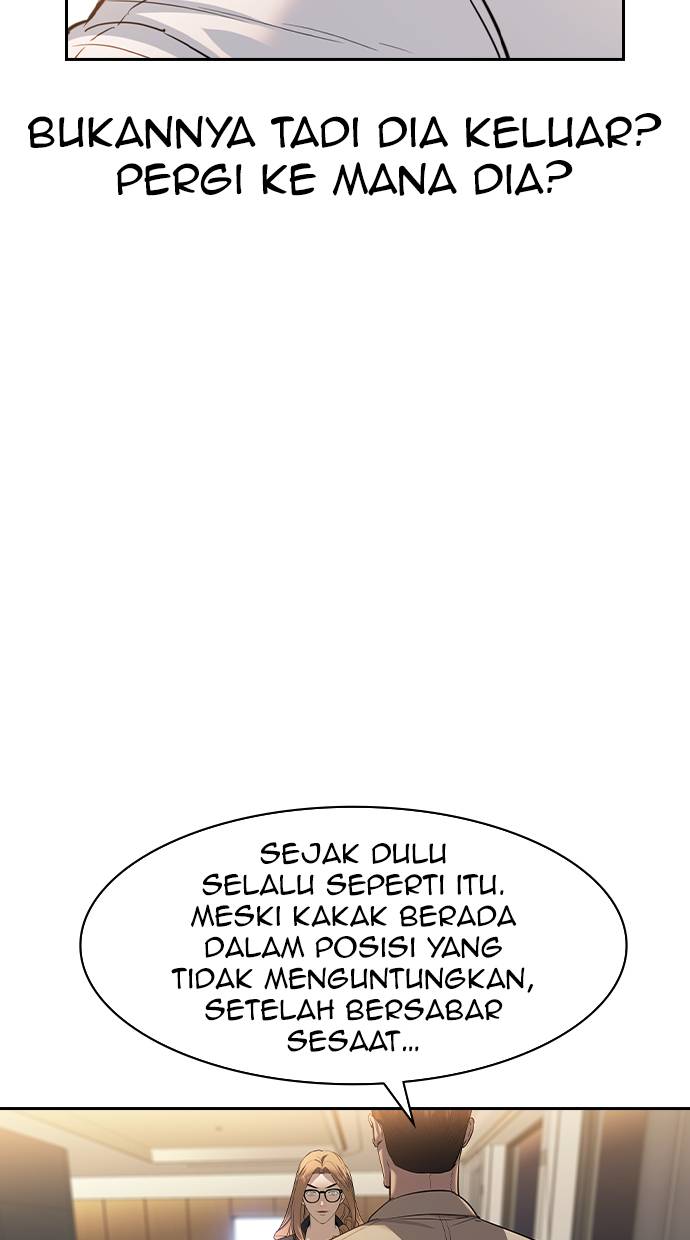 BUKANNYA TADI DIA KELUAR?
PERGI KE MANA DIA?
SEJAK DULU
SELALU SEPERTI ITU.
MESKI KAKAK BERADA
DALAM POSISI YANG
TIDAK MENGUNTUNGKAN,
SETELAH BERSABAR
SESAAT...